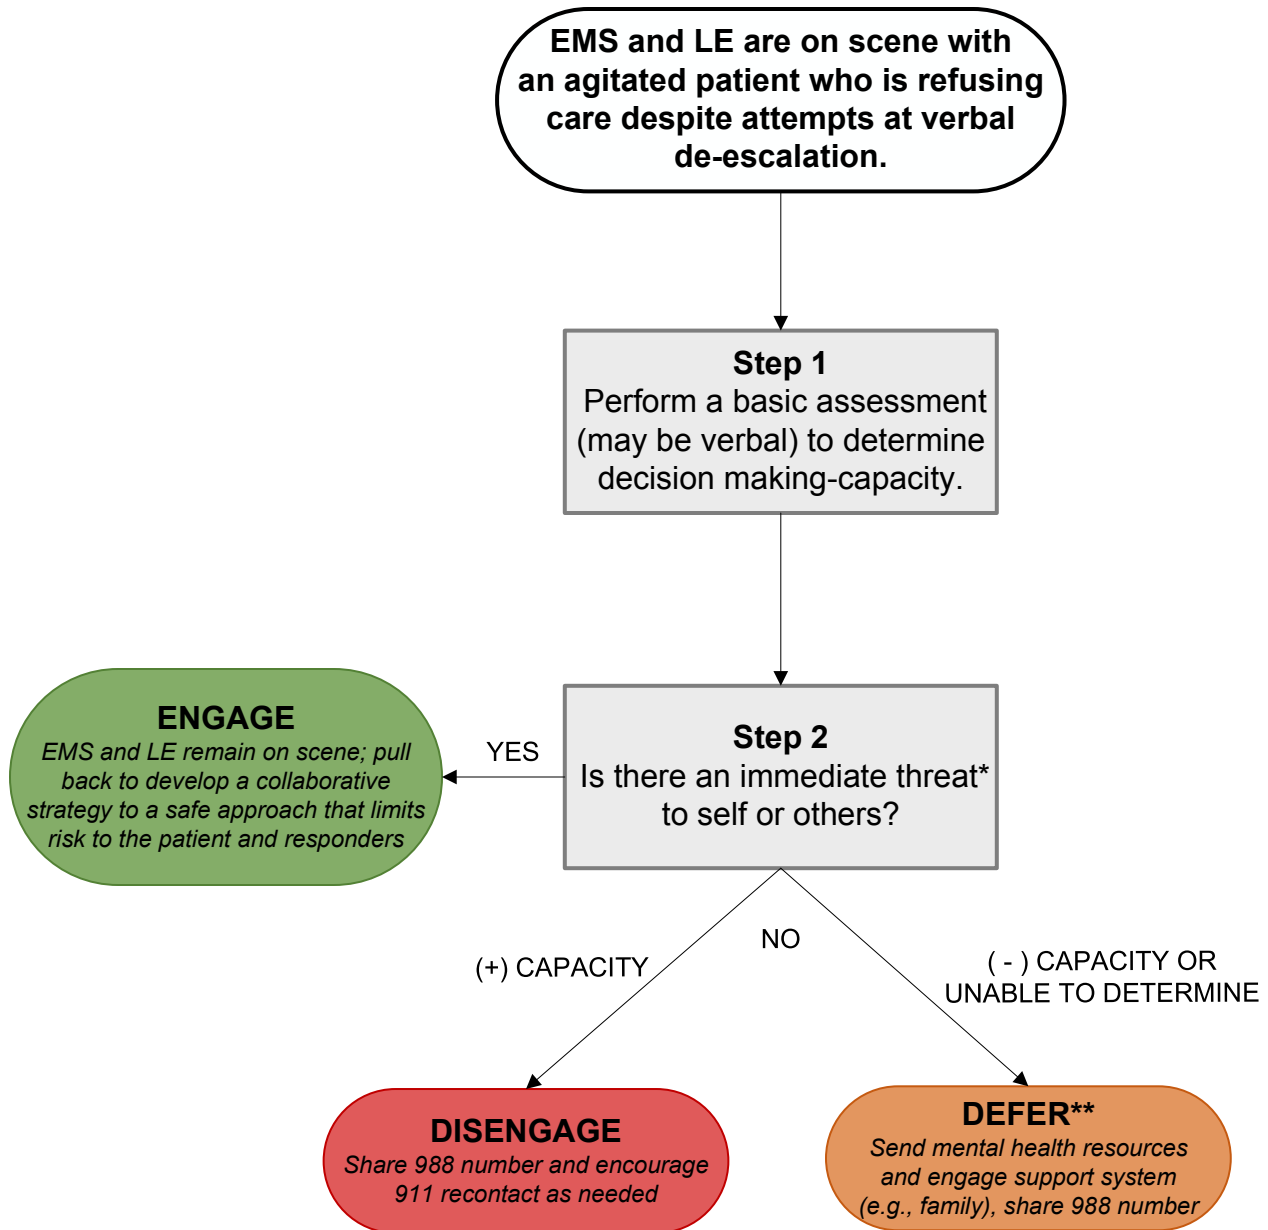 EMS and LE are on scene with
an agitated patient who is refusing
care despite attempts at verbal
de-escalation.
Step 1
Perform a basic assessment
(may be verbal) to determine
decision making-capacity.
Step 2
Is there an immediate threat*
to self or others?
YES
ENGAGE
EMS and LE remain on scene; pull
back to develop a collaborative
strategy to a safe approach that limits
risk to the patient and responders
NO
(+) CAPACITY
( - ) CAPACITY OR
UNABLE TO DETERMINE
DISENGAGE
Share 988 number and encourage
911 recontact as needed
DEFER**
Send mental health resources
and engage support system
(e.g., family), share 988 number